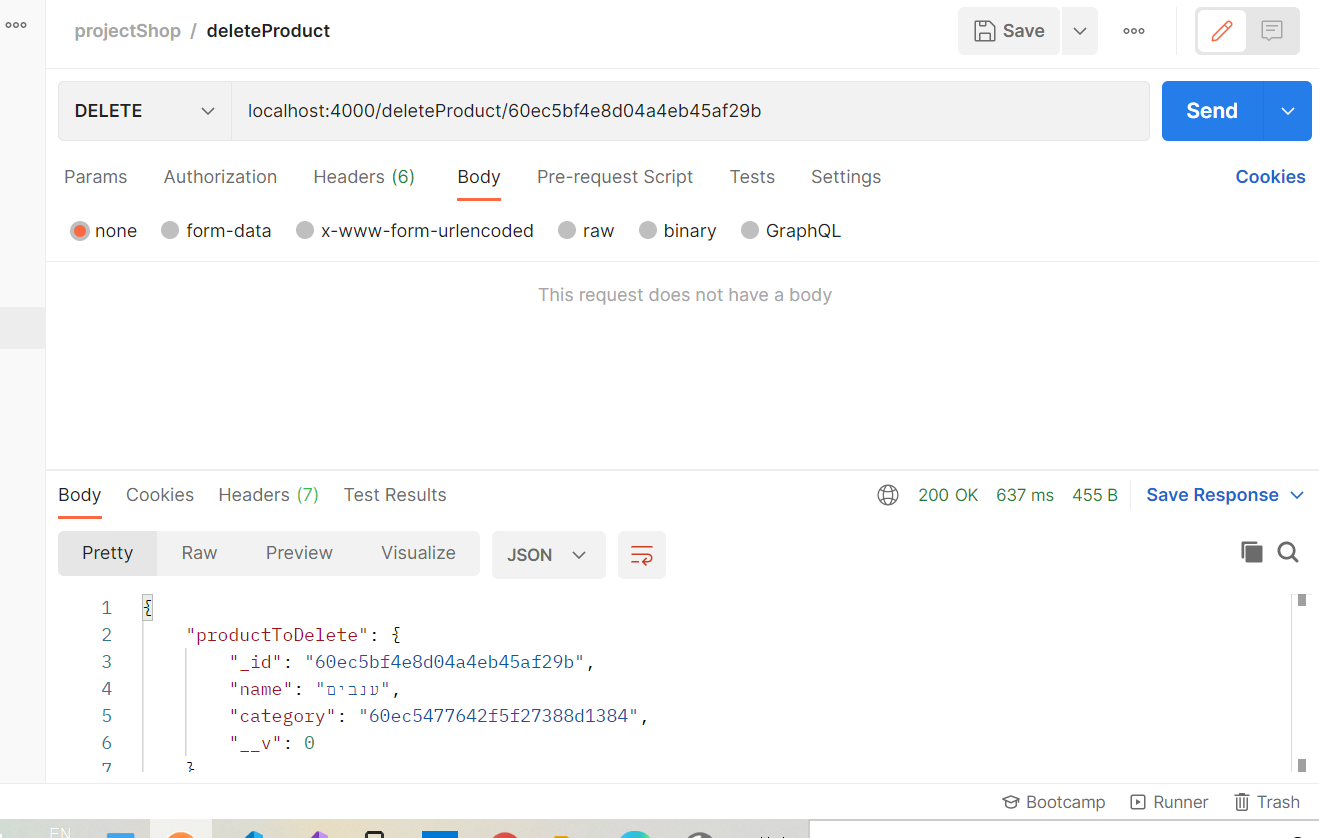 projectShop / deleteProduct
Save
DELETE
localhost:4000/deleteProduct/60ec5bf4e8d04a4eb45af29b
Send
Params Authorization Headers (6) Body Pre-request Script Tests Settings Cookies
none form-data x-www-form-urlencoded raw binary GraphQL
This request does not have a body
Body Cookies Headers (7) Test Results 200 OK 637 ms 455 B Save Response
Pretty Raw Preview Visualize JSON
1 {
2 "productToDelete": {
3 "_id": "60ec5bf4e8d04a4eb45af29b",
4 "name": "ענבים",
5 "category": "60ec5477642f5f27388d1384",
6 "__v": 0
7 }
Bootcamp Runner Trash
EN